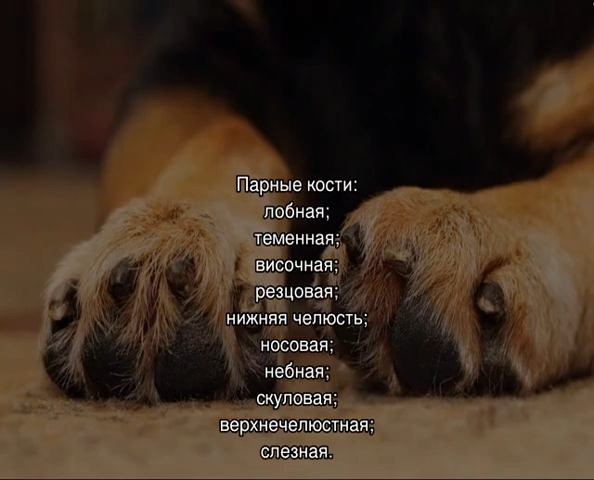 Парные кости:
лобная;
теменная;
височная;
резцовая;
нижняя челюсть;
носовая;
небная;
скуловая;
верхнечелюстная;
слезная.